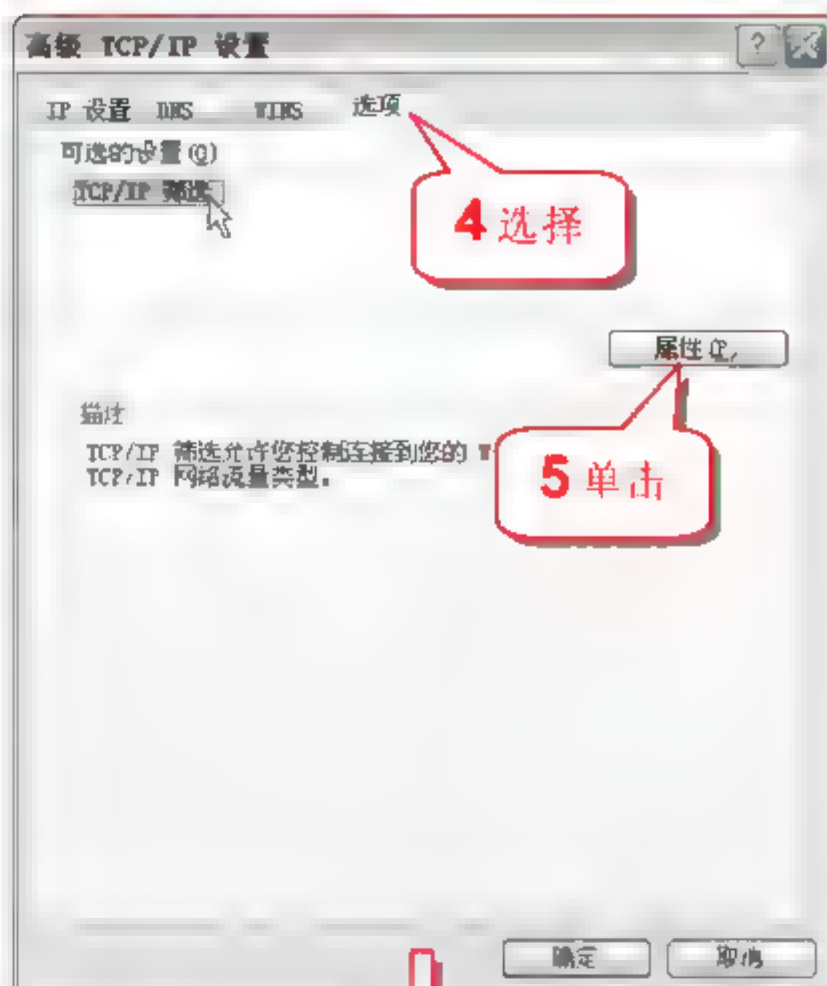 高级 TCP/IP 设置
IP 设置 DNS WINS 选项
可选的设置(O)
TCP/IP 筛选
4 选择
属性(P)
描述
TCP/IP 筛选允许您控制连接到您的
TCP/IP 网络流量类型。
5 单击
确定 取消